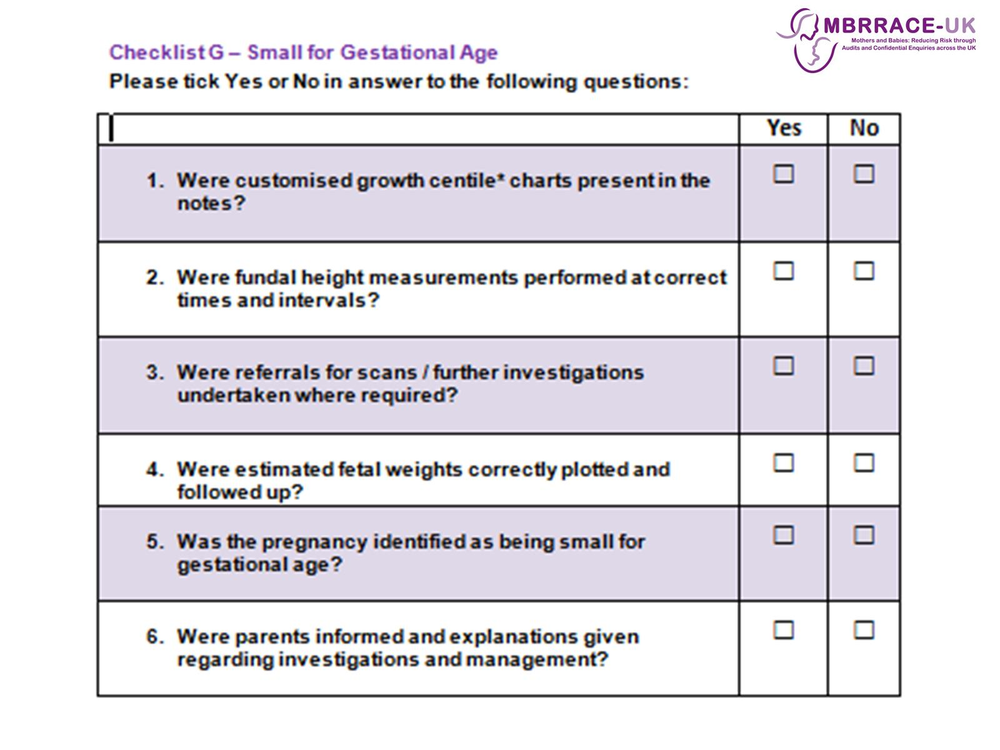 MBRRACE-UK
Mothers and Babies: Reducing Risk through
Audits and Confidential Enquiries across the UK
Checklist G – Small for Gestational Age
Please tick Yes or No in answer to the following questions:
Yes No
1. Were customised growth centile* charts present in the
notes?
2. Were fundal height measurements performed at correct
times and intervals?
3. Were referrals for scans / further investigations
undertaken where required?
4. Were estimated fetal weights correctly plotted and
followed up?
5. Was the pregnancy identified as being small for
gestational age?
6. Were parents informed and explanations given
regarding investigations and management?